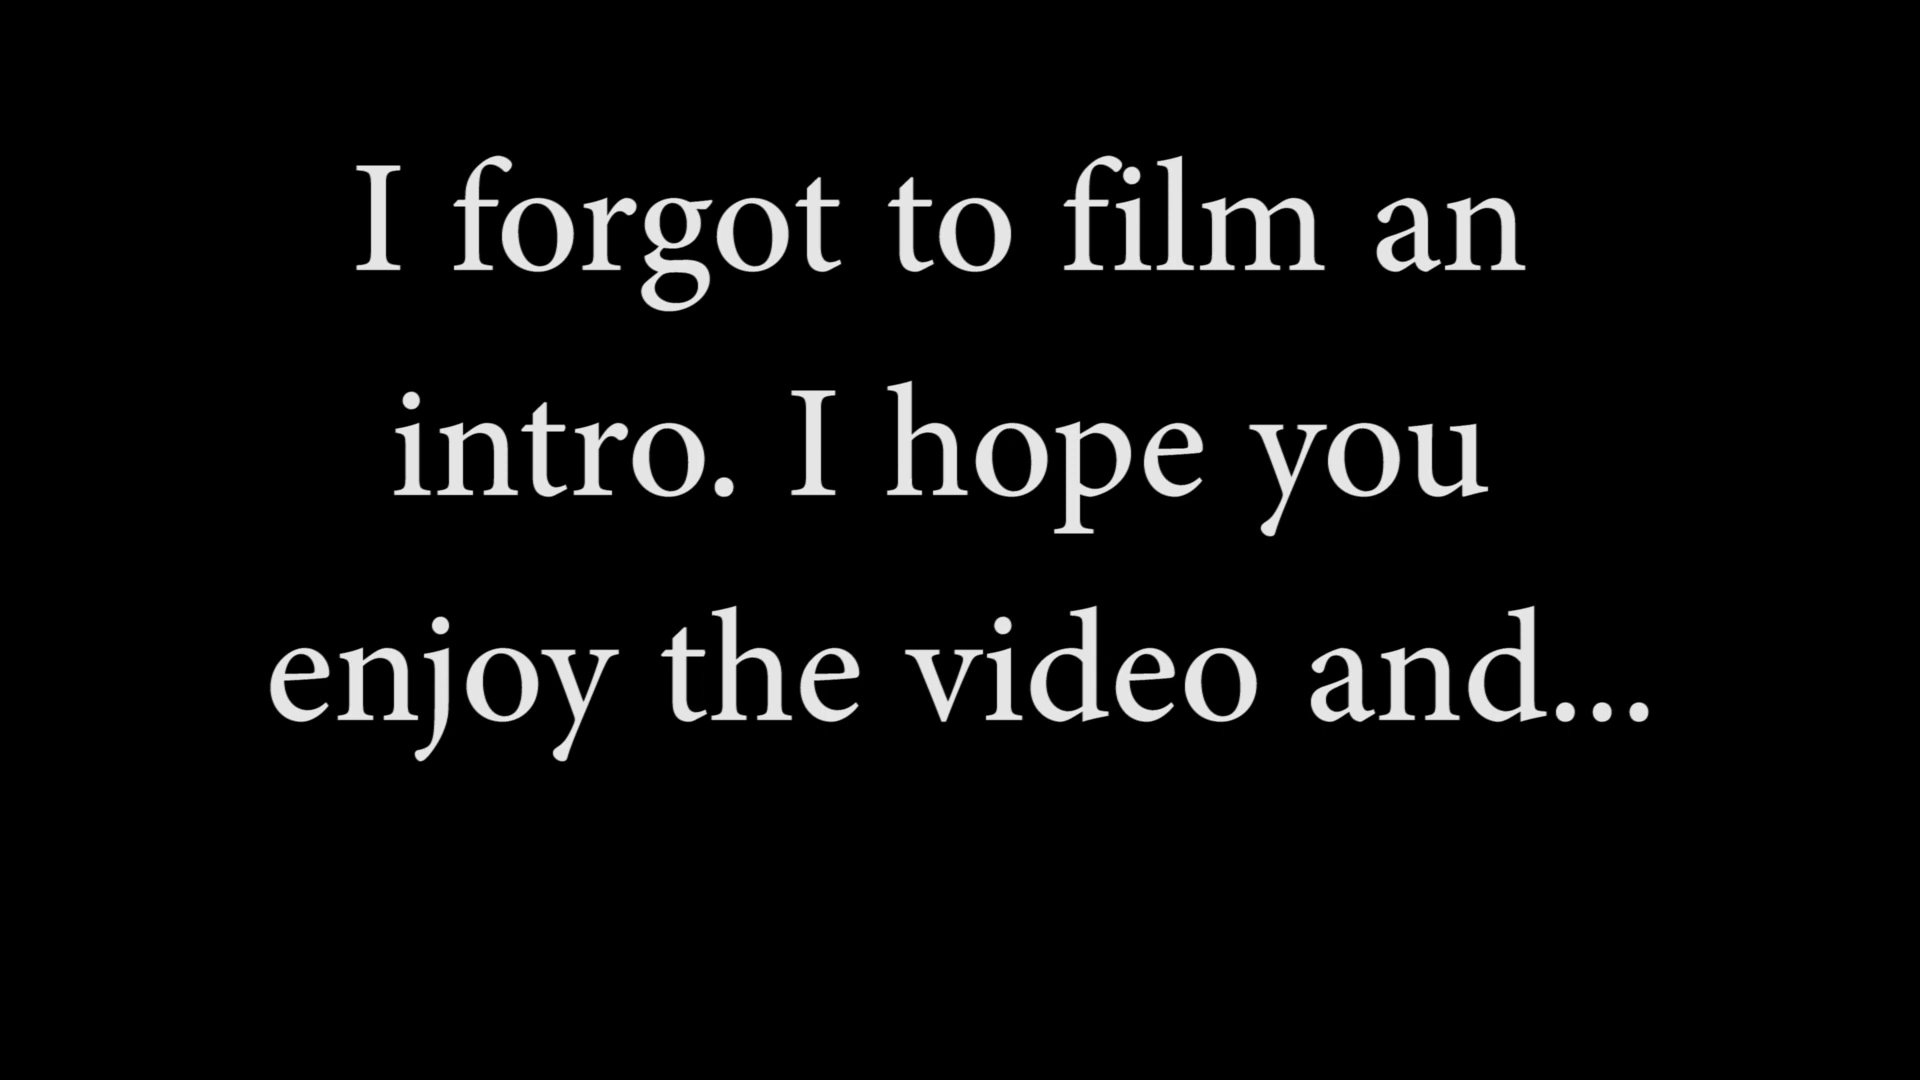 I forgot to film an
intro. I hope you
enjoy the video and...